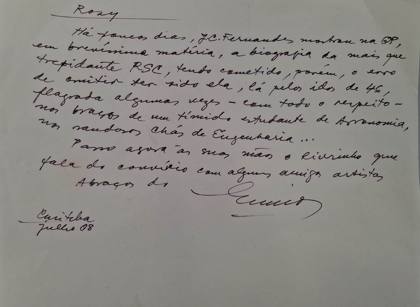 Rosy
Há poucos dias, J.C. Fernandes mostrou na GP,
em brevíssima matéria, a biografia da mais que
trepidante RSC, tendo cometido, porém, o erro
de omitir ter sido ela, lá pelos idos de 46,
flagrada algumas vezes - com todo o respeito -
nos braços de um tímido estudante de Agronomia,
nos saudosos Chás de Engenharia...
Passo agora às suas mãos o livrinho que
fala do convívio com alguns amigos artistas
Abraços do
Curitiba
julho 08